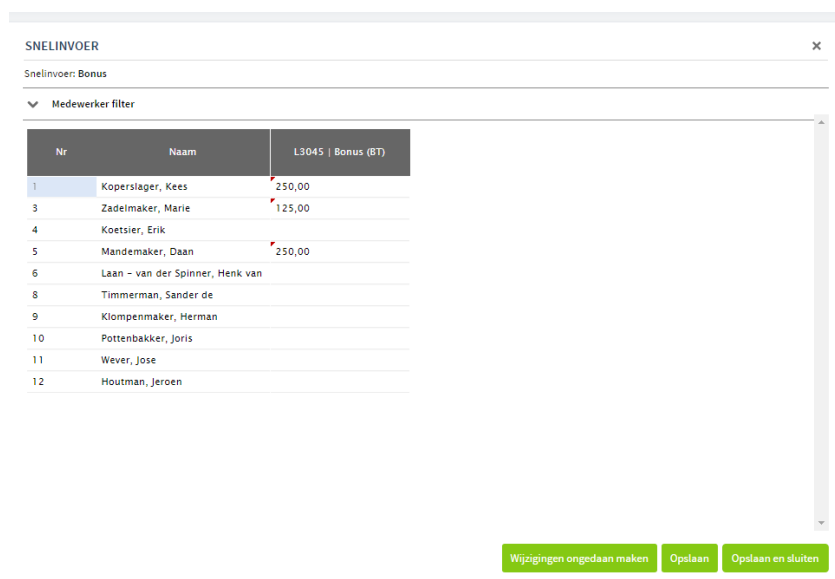 SNELINVOER ×
Snelinvoer: Bonus
Medewerker filter
Nr Naam L3045 | Bonus (BT)
1 Koperslager, Kees 250,00
3 Zadelmaker, Marie 125,00
4 Koetsier, Erik
5 Mandemaker, Daan 250,00
6 Laan - van der Spinner, Henk van
8 Timmerman, Sander de
9 Klompenmaker, Herman
10 Pottenbakker, Joris
11 Wever, Jose
12 Houtman, Jeroen
Wijzigingen ongedaan maken Opslaan Opslaan en sluiten